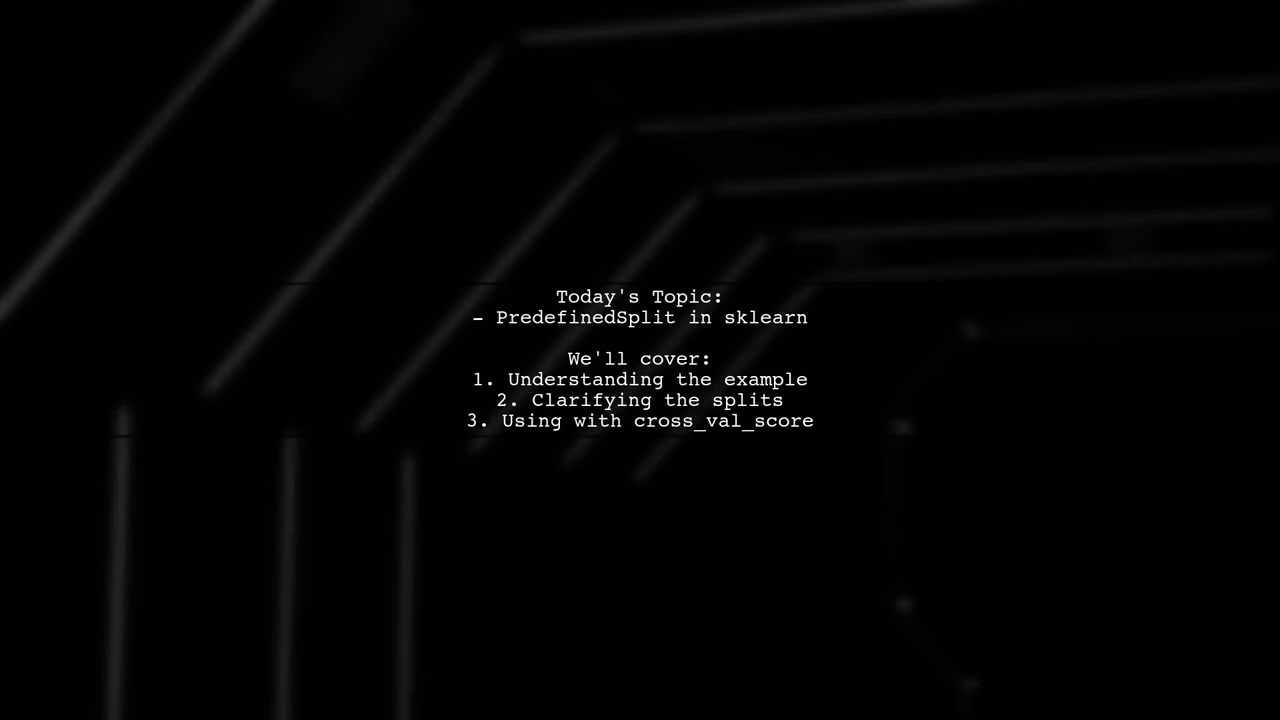 Today's Topic:
- PredefinedSplit in sklearn
We'll cover:
1. Understanding the example
2. Clarifying the splits
3. Using with cross_val_score